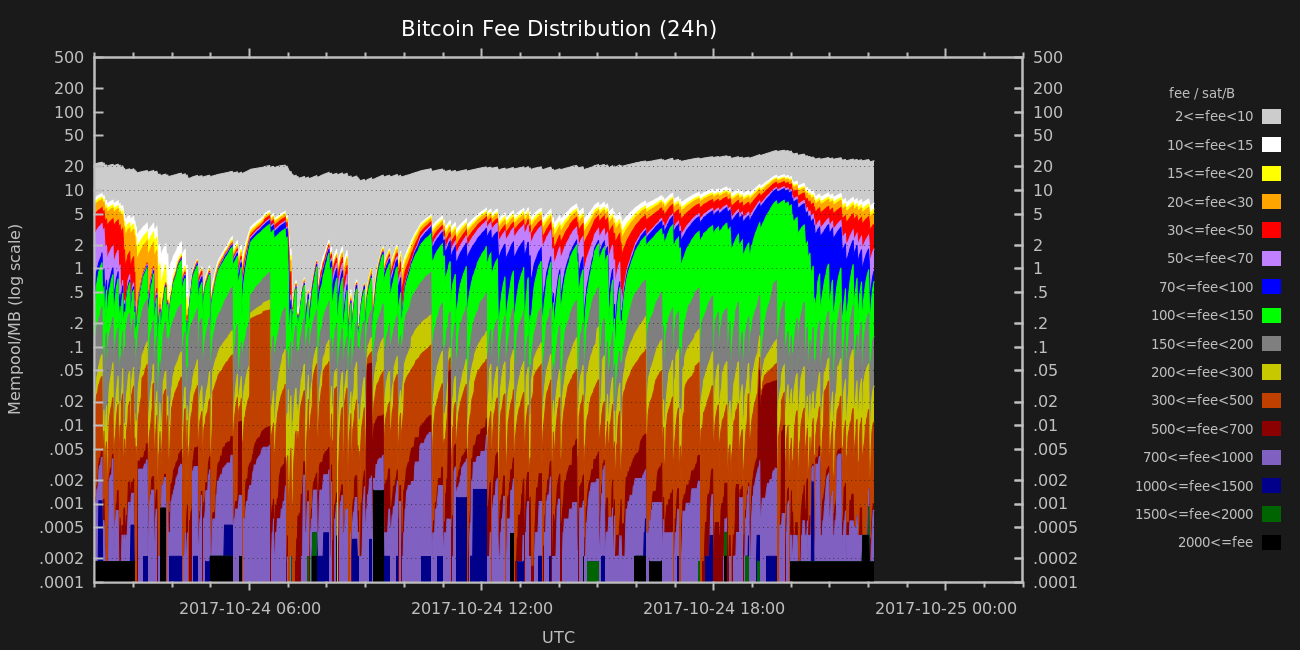 Bitcoin Fee Distribution (24h)
500
200
100
50
20
10
5
2
1
.5
.2
.1
.05
.02
.01
.005
.002
.001
.0005
.0002
.0001
Mempool/MB (log scale)
500
200
100
50
20
10
5
2
1
.5
.2
.1
.05
.02
.01
.005
.002
.001
.0005
.0002
.0001
2017-10-24 06:00
2017-10-24 12:00
2017-10-24 18:00
2017-10-25 00:00
UTC
fee / sat/B
2<=fee<10
10<=fee<15
15<=fee<20
20<=fee<30
30<=fee<50
50<=fee<70
70<=fee<100
100<=fee<150
150<=fee<200
200<=fee<300
300<=fee<500
500<=fee<700
700<=fee<1000
1000<=fee<1500
1500<=fee<2000
2000<=fee